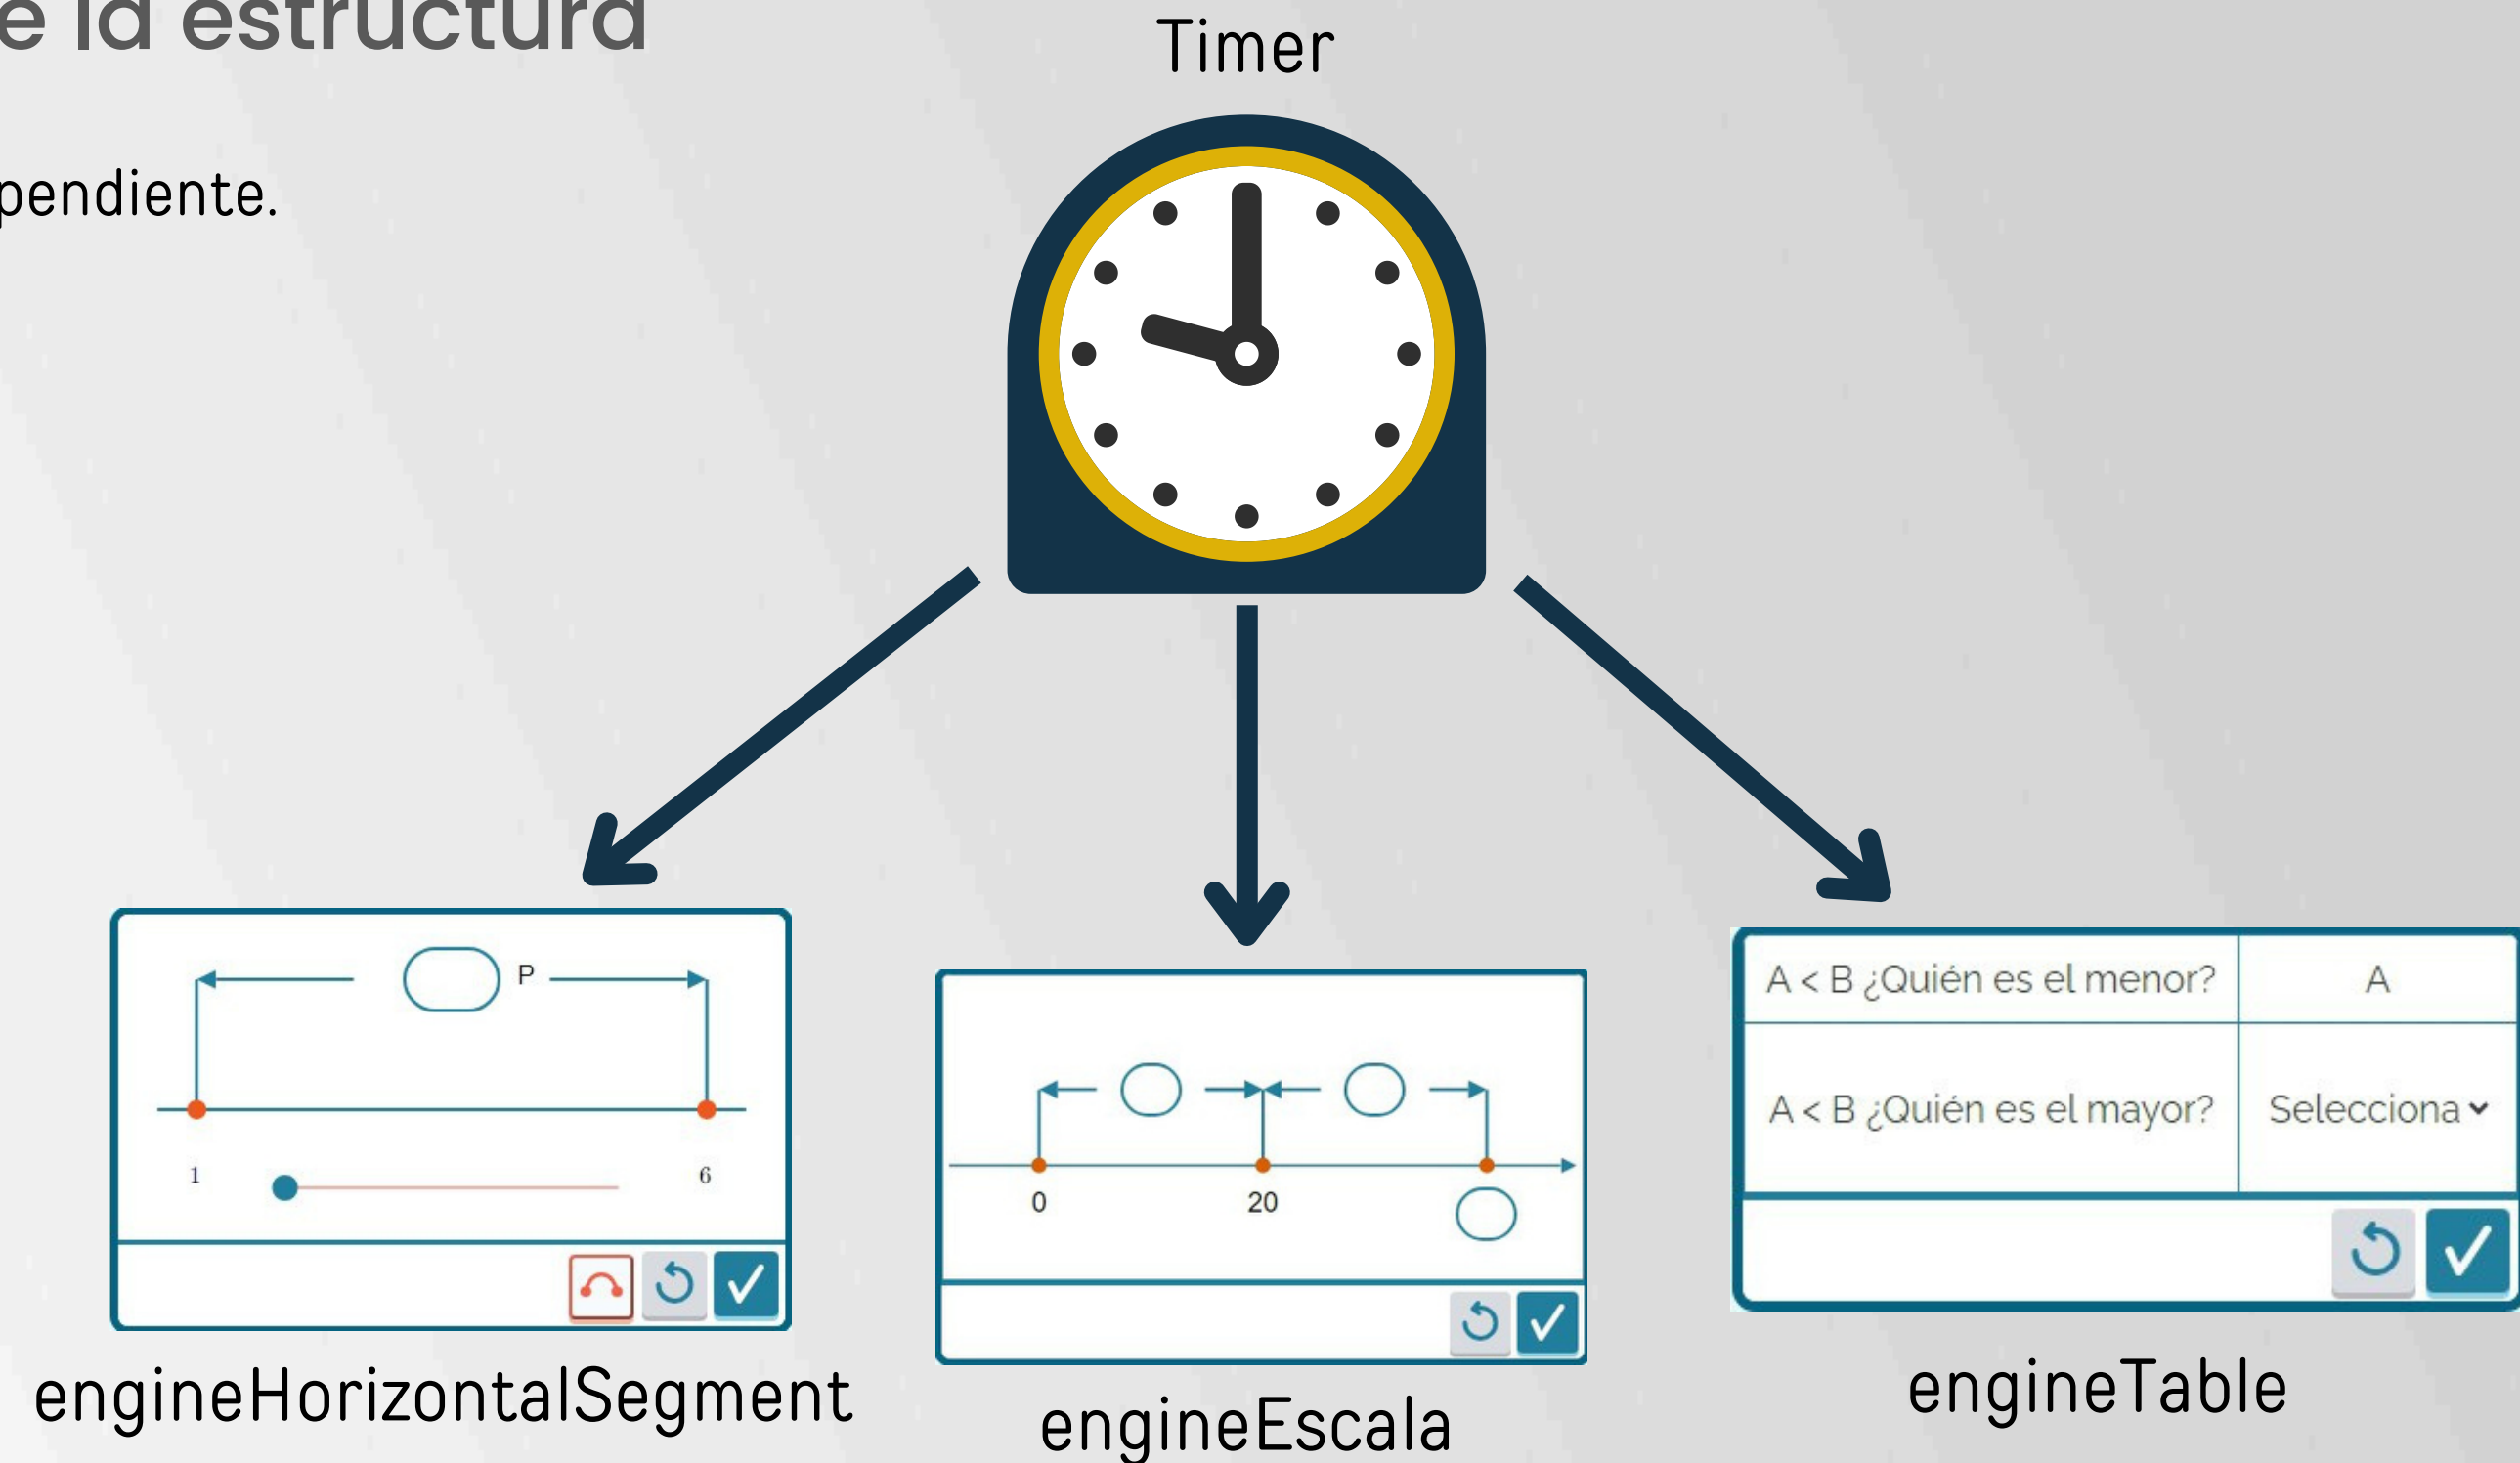 e la estructura
Timer
pendiente.
P
1
6
engineHorizontalSegment
0
20
engineEscala
A < B ¿Quién es el menor?
A
A < B ¿Quién es el mayor?
Selecciona
engineTable